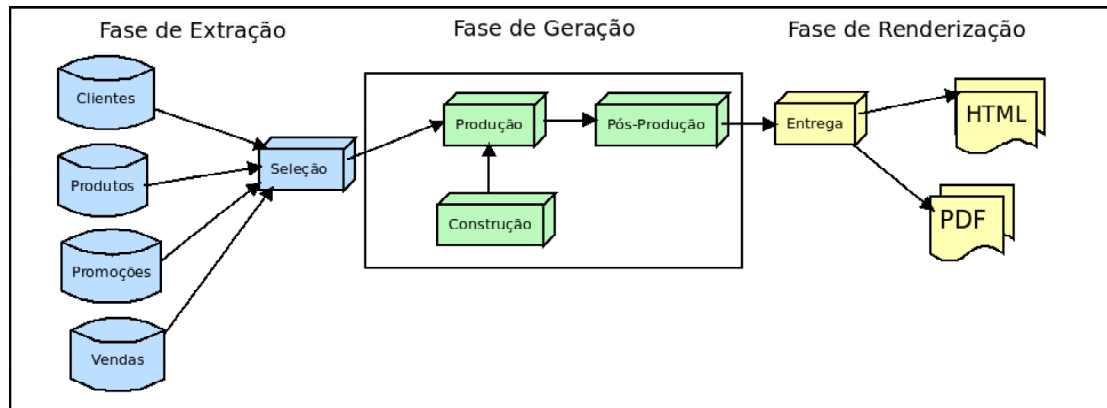 Fase de Extração
Fase de Geração
Fase de Renderização
Clientes
Produtos
Promoções
Vendas
Seleção
Produção
Pós-Produção
Construção
Entrega
HTML
PDF